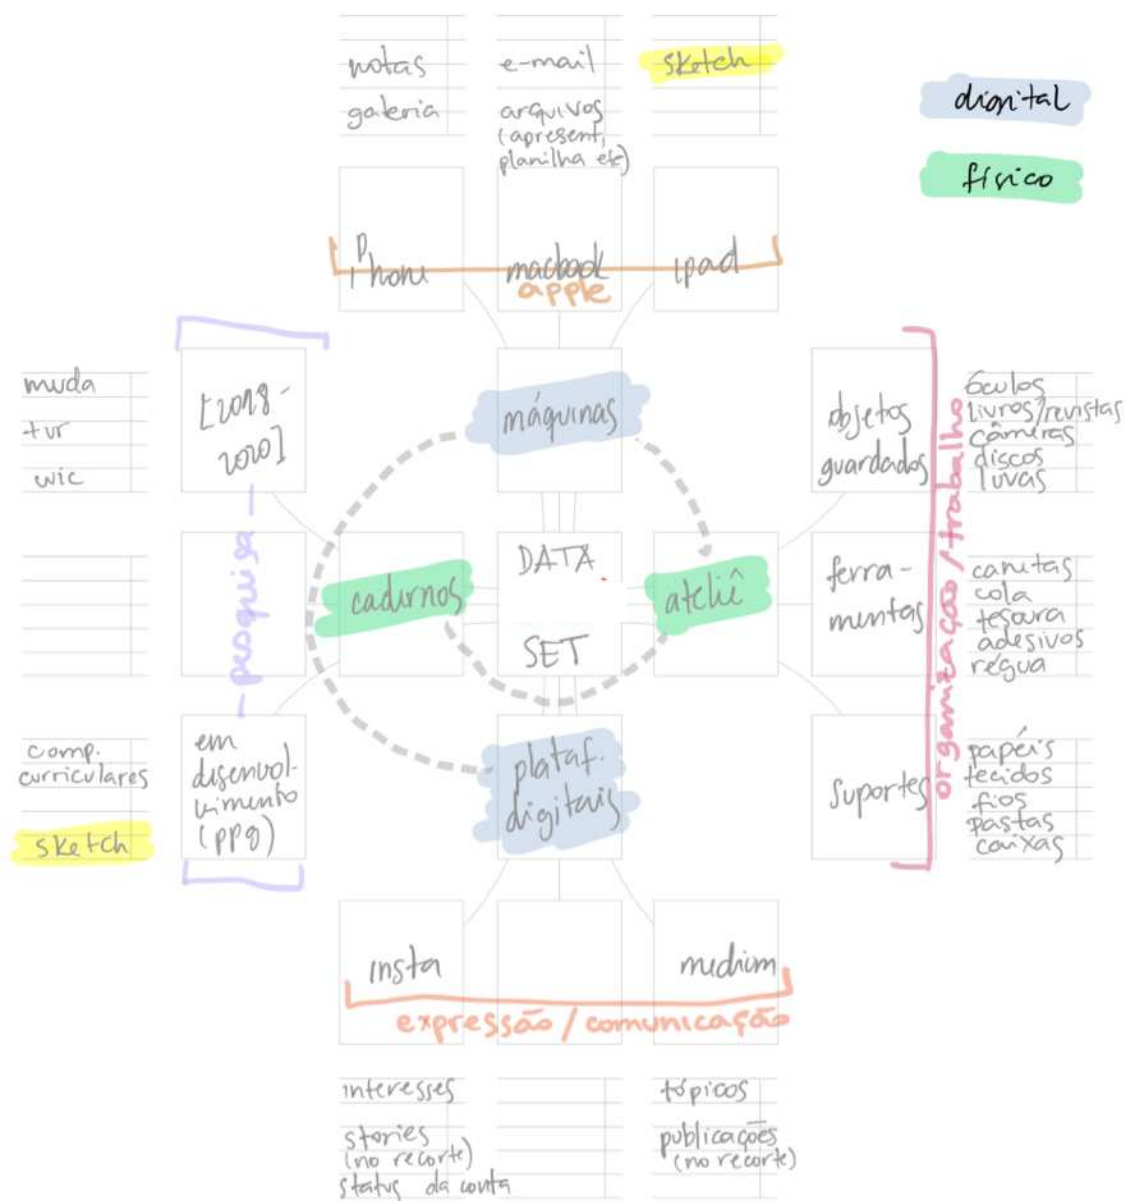 notas
galeria
e-mail
arquivos
(apresent,
planilha etc)
sketch
digital
físico
iPhone
macbook
ipad
apple
muda
tvr
wic
[2018-
2020]
máquinas
objetos
guardados
óculos
livros/revistas
câmeras
discos
luvas
pesquisa
cadernos
DATA
SET
ateliê
ferra-
mentas
canetas
cola
tesoura
adesivos
régua
organização/trabalho
comp.
curriculares
sketch
em
desenvol-
vimento
(ppg)
plataf.
digitais
suportes
papéis
tecidos
fios
pastas
caixas
insta
medium
expressão / comunicação
interesses
stories
(no recorte)
status da conta
tópicos
publicações
(no recorte)